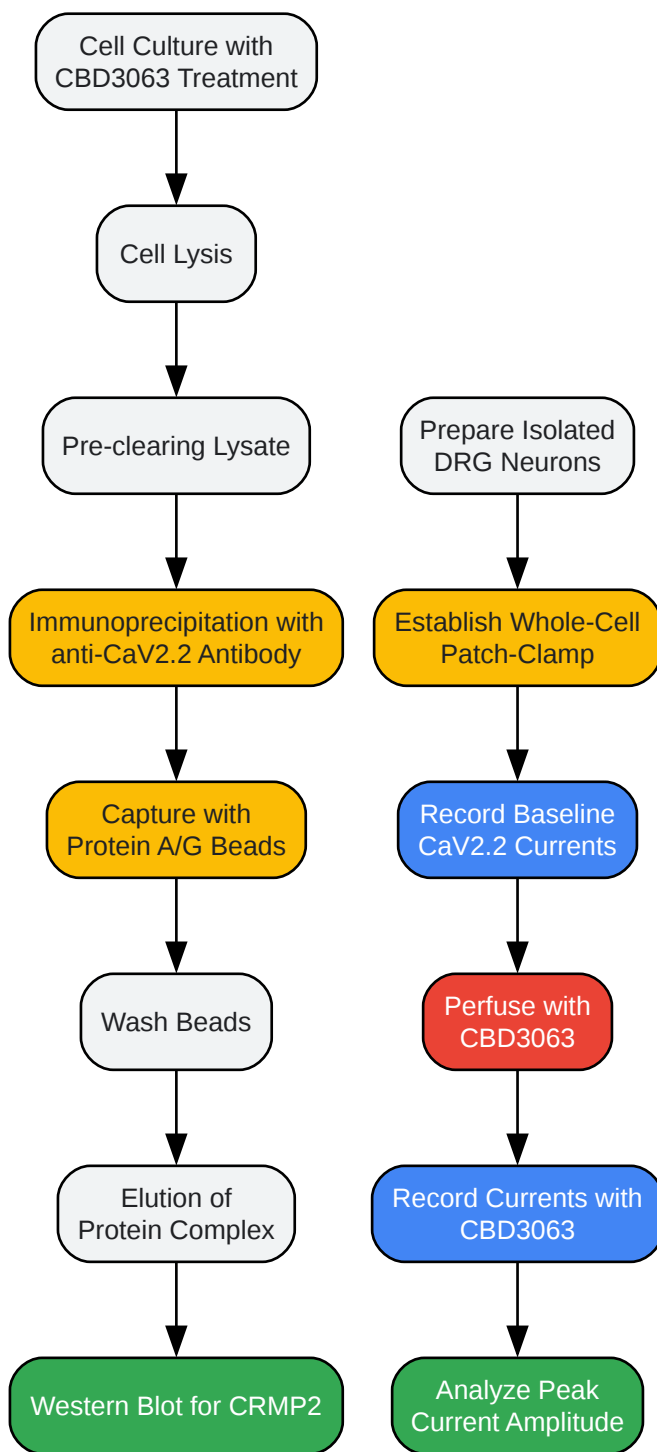 Cell Culture with
CBD3063 Treatment
Cell Lysis
Pre-clearing Lysate
Immunoprecipitation with
anti-CaV2.2 Antibody
Capture with
Protein A/G Beads
Wash Beads
Elution of
Protein Complex
Western Blot for CRMP2
Prepare Isolated
DRG Neurons
Establish Whole-Cell
Patch-Clamp
Record Baseline
CaV2.2 Currents
Perfuse with
CBD3063
Record Currents with
CBD3063
Analyze Peak
Current Amplitude